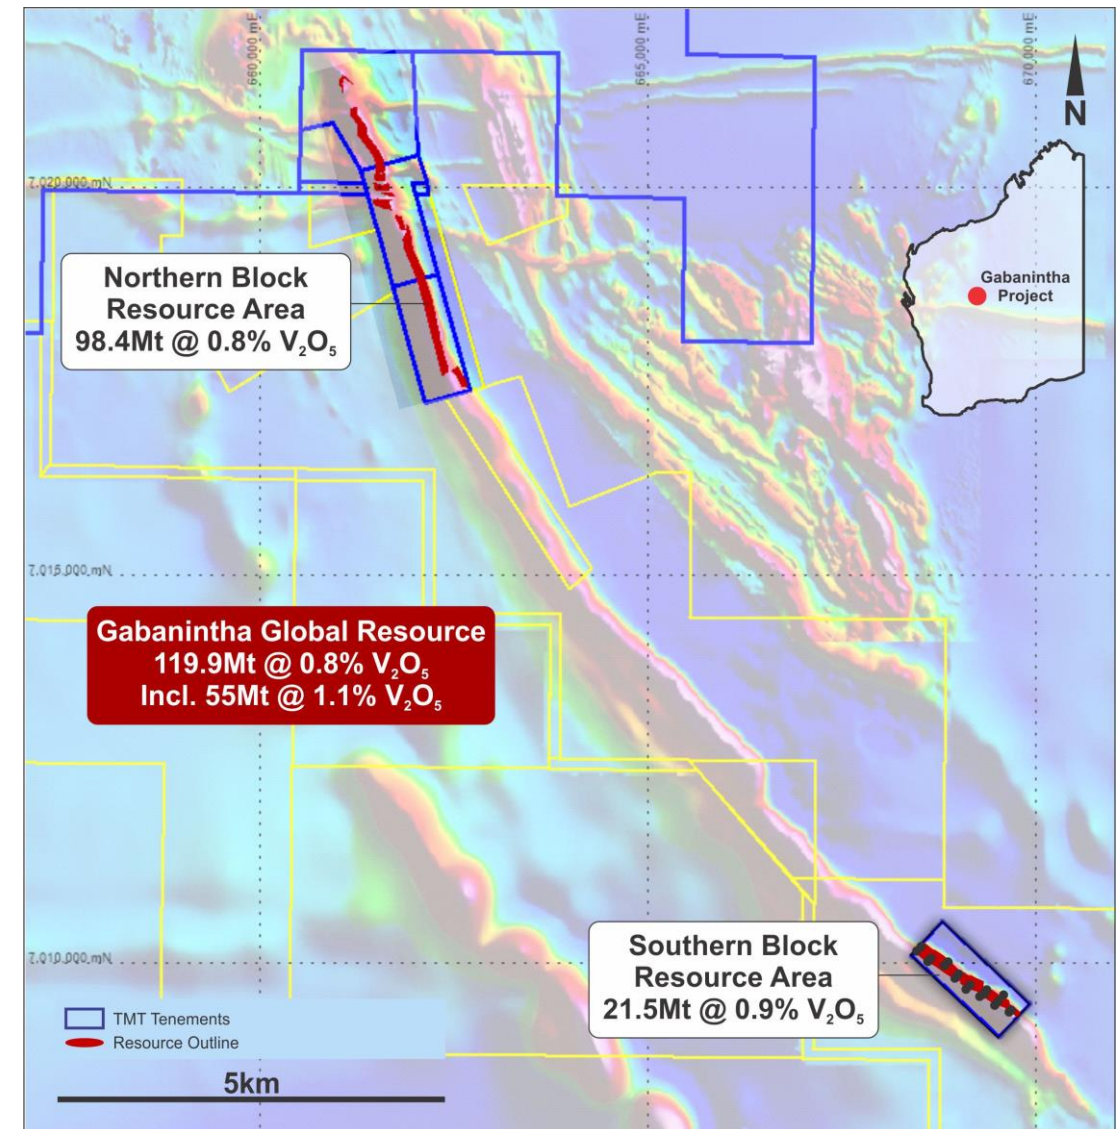 660,000 mE
665,000 mE
670,000 mE
N
7,020,000 mN
Gabanintha
Project
Northern Block
Resource Area
98.4Mt @ 0.8% V₂O₅
7,015,000 mN
Gabanintha Global Resource
119.9Mt @ 0.8% V₂O₅
Incl. 55Mt @ 1.1% V₂O₅
Southern Block
Resource Area
21.5Mt @ 0.9% V₂O₅
7,010,000 mN
TMT Tenements
Resource Outline
5km